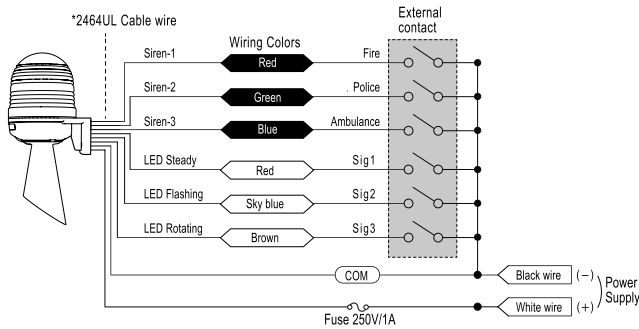 *2464UL Cable wire
External
contact
Wiring Colors
Siren-1 Red Fire
Siren-2 Green Police
Siren-3 Blue Ambulance
LED Steady Red Sig1
LED Flashing Sky blue Sig2
LED Rotating Brown Sig3
COM Black wire (−)
Power
Supply
White wire (+)
Fuse 250V/1A